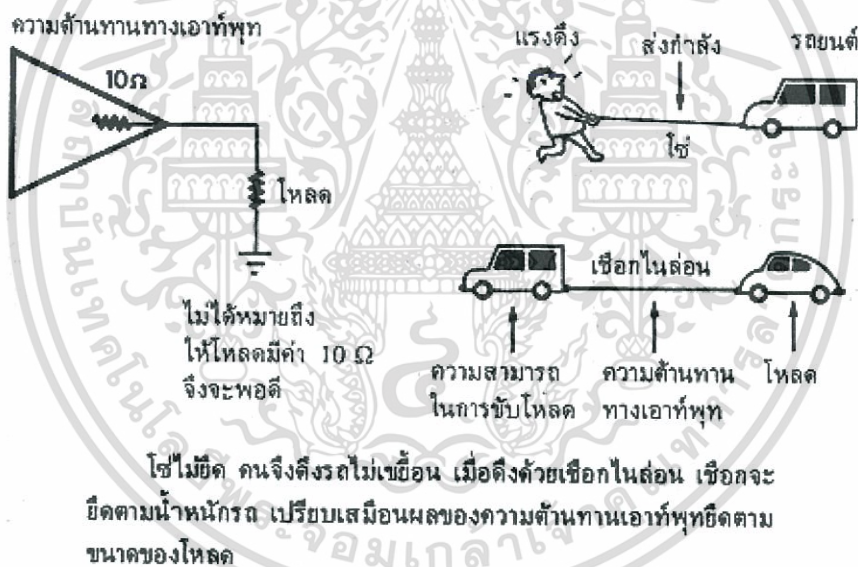 ความต้านทานทางเอาท์พุท
10Ω
โหลด
ไม่ได้หมายถึง
ให้โหลดมีค่า 10 Ω
จึงจะพอดี
แรงดึง
ส่งกำลัง
รถยนต์
โซ่
เชือกไนล่อน
ความสามารถ
ในการขับโหลด
ความต้านทาน
ทางเอาท์พุท
โหลด
โซ่ไม่ยืด คนจึงดึงรถไม่เขยื้อน เมื่อดึงด้วยเชือกไนล่อน เชือกจะ
ยืดตามน้ำหนักรถ เปรียบเสมือนผลของความต้านทานเอาท์พุทยืดตาม
ขนาดของโหลด